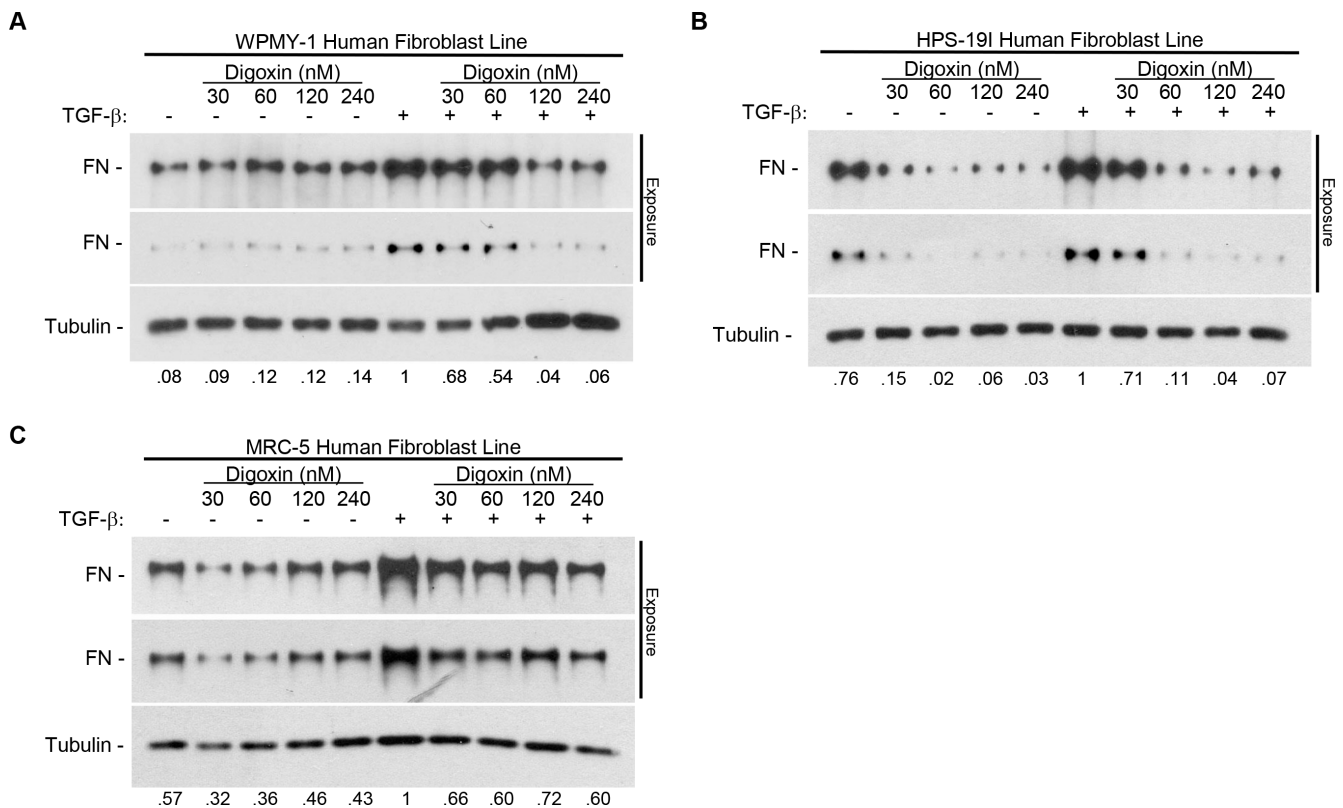 A
WPMY-1 Human Fibroblast Line
Digoxin (nM) Digoxin (nM)
30 60 120 240 30 60 120 240
TGF-β: - - - - - + + + + +
FN -
FN -
Exposure
Tubulin -
.08 .09 .12 .12 .14 1 .68 .54 .04 .06
B
HPS-19I Human Fibroblast Line
Digoxin (nM) Digoxin (nM)
30 60 120 240 30 60 120 240
TGF-β: - - - - - + + + + +
FN -
FN -
Exposure
Tubulin -
.76 .15 .02 .06 .03 1 .71 .11 .04 .07
C
MRC-5 Human Fibroblast Line
Digoxin (nM) Digoxin (nM)
30 60 120 240 30 60 120 240
TGF-β: - - - - - + + + + +
FN -
FN -
Exposure
Tubulin -
.57 .32 .36 .46 .43 1 .66 .60 .72 .60